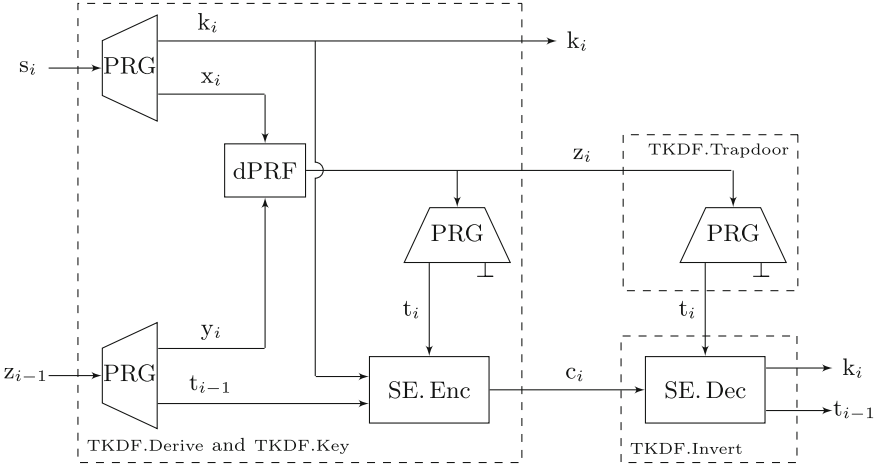 k_i
k_i
s_i
PRG
x_i
z_i
TKDF.Trapdoor
dPRF
PRG
PRG
t_i
t_i
y_i
z_{i−1}
PRG
t_{i−1}
SE.Enc
c_i
SE.Dec
k_i
t_{i−1}
TKDF.Derive and TKDF.Key
TKDF.Invert